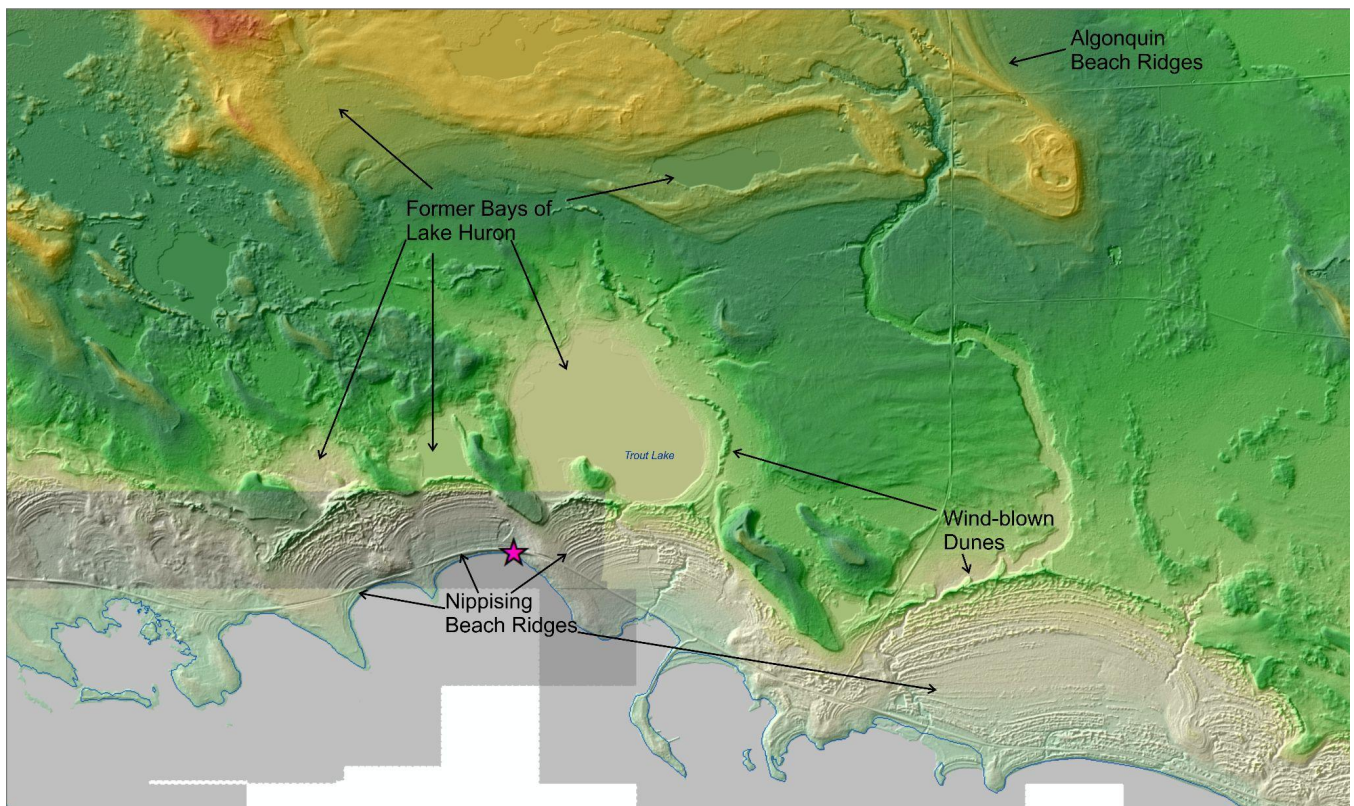 Algonquin
Beach Ridges
Former Bays of
Lake Huron
Trout Lake
Wind-blown
Dunes
Nippising
Beach Ridges